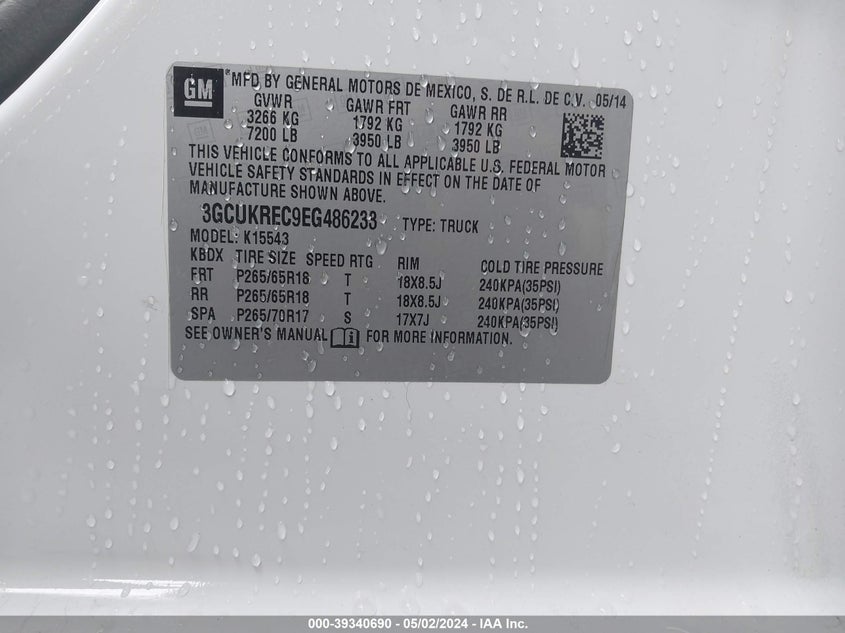 GM
*MFD BY GENERAL MOTORS DE MEXICO, S. DE R.L. DE C.V. 05/14
GVWR GAWR FRT GAWR RR
3266 KG 1792 KG 1792 KG
7200 LB 3950 LB 3950 LB
THIS VEHICLE CONFORMS TO ALL APPLICABLE U.S. FEDERAL MOTOR
VEHICLE SAFETY STANDARDS IN EFFECT ON THE DATE OF
MANUFACTURE SHOWN ABOVE.
3GCUKREC9EG486233 TYPE: TRUCK
MODEL: K15543
KBDX TIRE SIZE SPEED RTG RIM COLD TIRE PRESSURE
FRT P265/65R18 T 18X8.5J 240KPA(35PSI)
RR P265/65R18 T 18X8.5J 240KPA(35PSI)
SPA P265/70R17 S 17X7J 240KPA(35PSI)
SEE OWNER'S MANUAL FOR MORE INFORMATION.
000-39340690 - 05/02/2024 - IAA Inc.